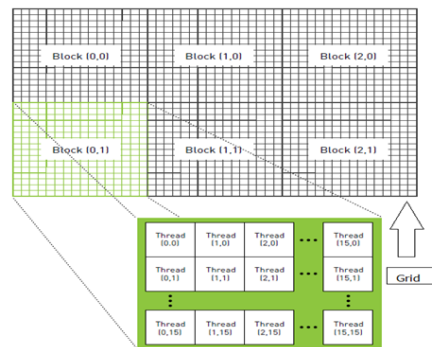 Block (0,0) Block (1,0) Block (2,0)
Block (0,1) Block (1,1) Block (2,1)
Thread Thread Thread Thread
(0.0) (1,0) (2,0) ••• (15,0)
Thread Thread Thread Thread
(0,1) (1,1) (2,1) ••• (15,1)
Thread Thread Thread Thread
(0,15) (1,15) (2,15) ••• (15,15)
Grid